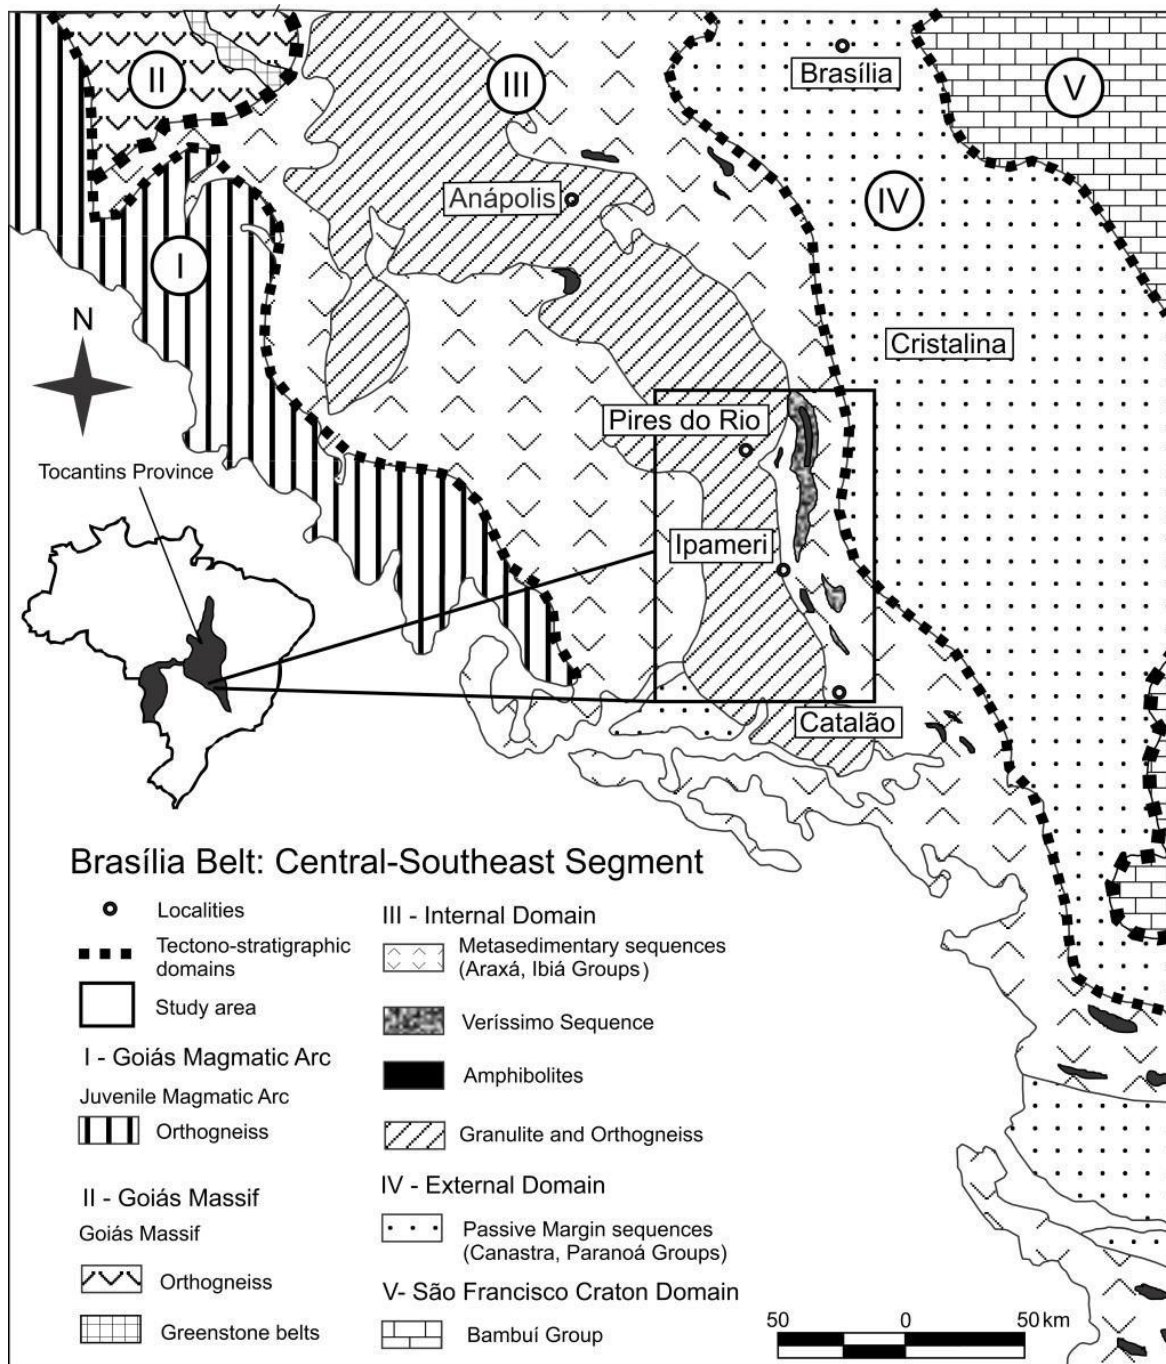 II
III
Brasília
V
Anápolis
IV
I
N
Cristalina
Pires do Rio
Tocantins Province
Ipameri
Catalão
Brasília Belt: Central-Southeast Segment
Localities
Tectono-stratigraphic
domains
Study area
I - Goiás Magmatic Arc
Juvenile Magmatic Arc
Orthogneiss
II - Goiás Massif
Goiás Massif
Orthogneiss
Greenstone belts
III - Internal Domain
Metasedimentary sequences
(Araxá, Ibiá Groups)
Veríssimo Sequence
Amphibolites
Granulite and Orthogneiss
IV - External Domain
Passive Margin sequences
(Canastra, Paranoá Groups)
V- São Francisco Craton Domain
Bambuí Group
50 0 50 km